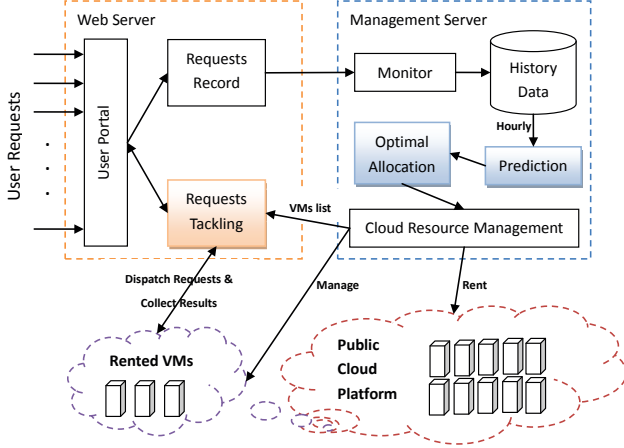 Web Server
Management Server
User Requests
User Portal
Requests
Record
Monitor
History
Data
Hourly
Optimal
Allocation
Prediction
Requests
Tackling
VMs list
Cloud Resource Management
Dispatch Requests &
Collect Results
Manage
Rent
Rented VMs
Public
Cloud
Platform